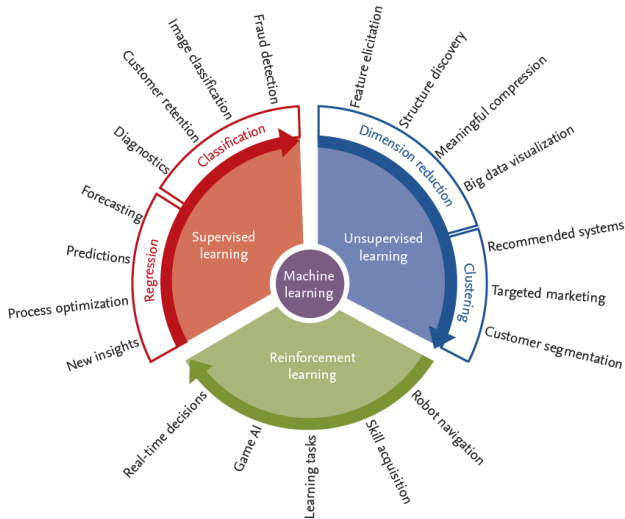 Feature elicitation
Structure discovery
Meaningful compression
Big data visualization
Dimension reduction
Recommended systems
Targeted marketing
Customer segmentation
Clustering
Unsupervised
learning
Fraud detection
Image classification
Customer retention
Diagnostics
Classification
Forecasting
Predictions
Process optimization
New insights
Regression
Supervised
learning
Machine
learning
Reinforcement
learning
Real-time decisions
Game AI
Learning tasks
Skill acquisition
Robot navigation